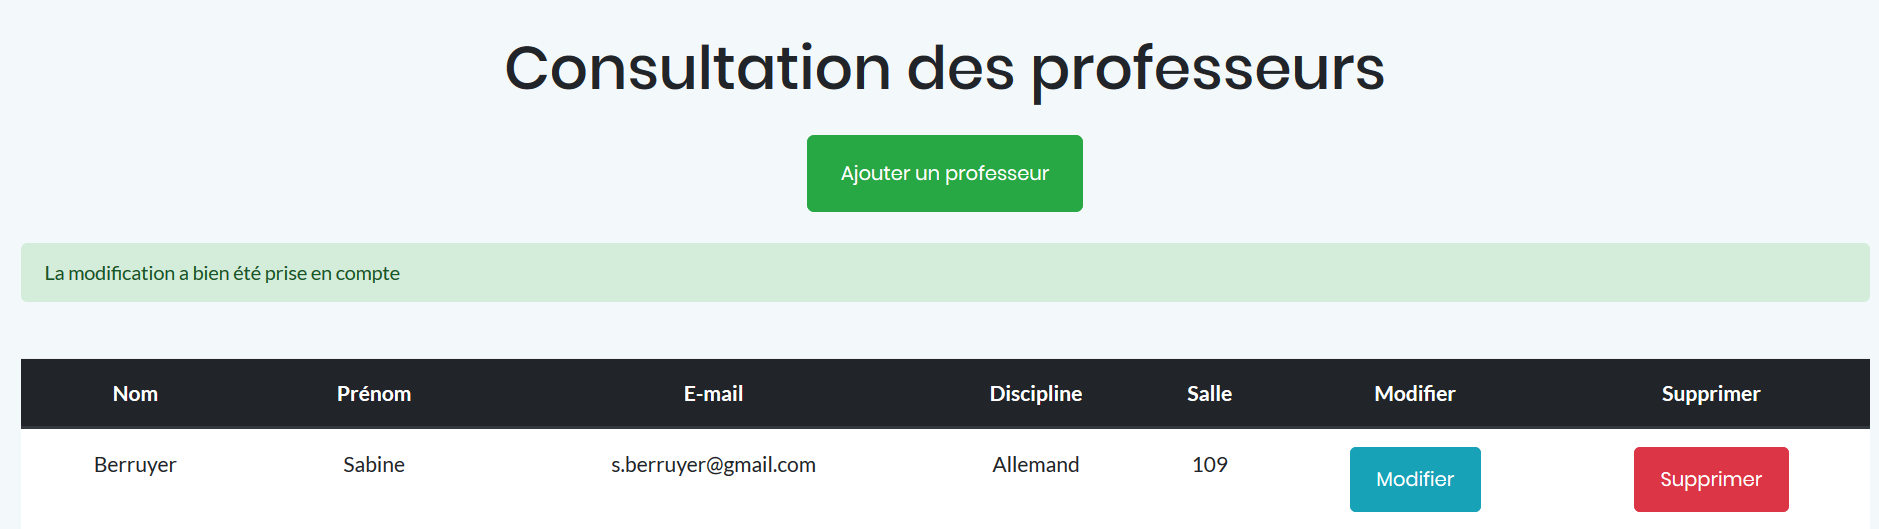 Consultation des professeurs
Ajouter un professeur
La modification a bien été prise en compte
Nom Prénom E-mail Discipline Salle Modifier Supprimer
Berruyer Sabine s.berruyer@gmail.com Allemand 109 Modifier Supprimer